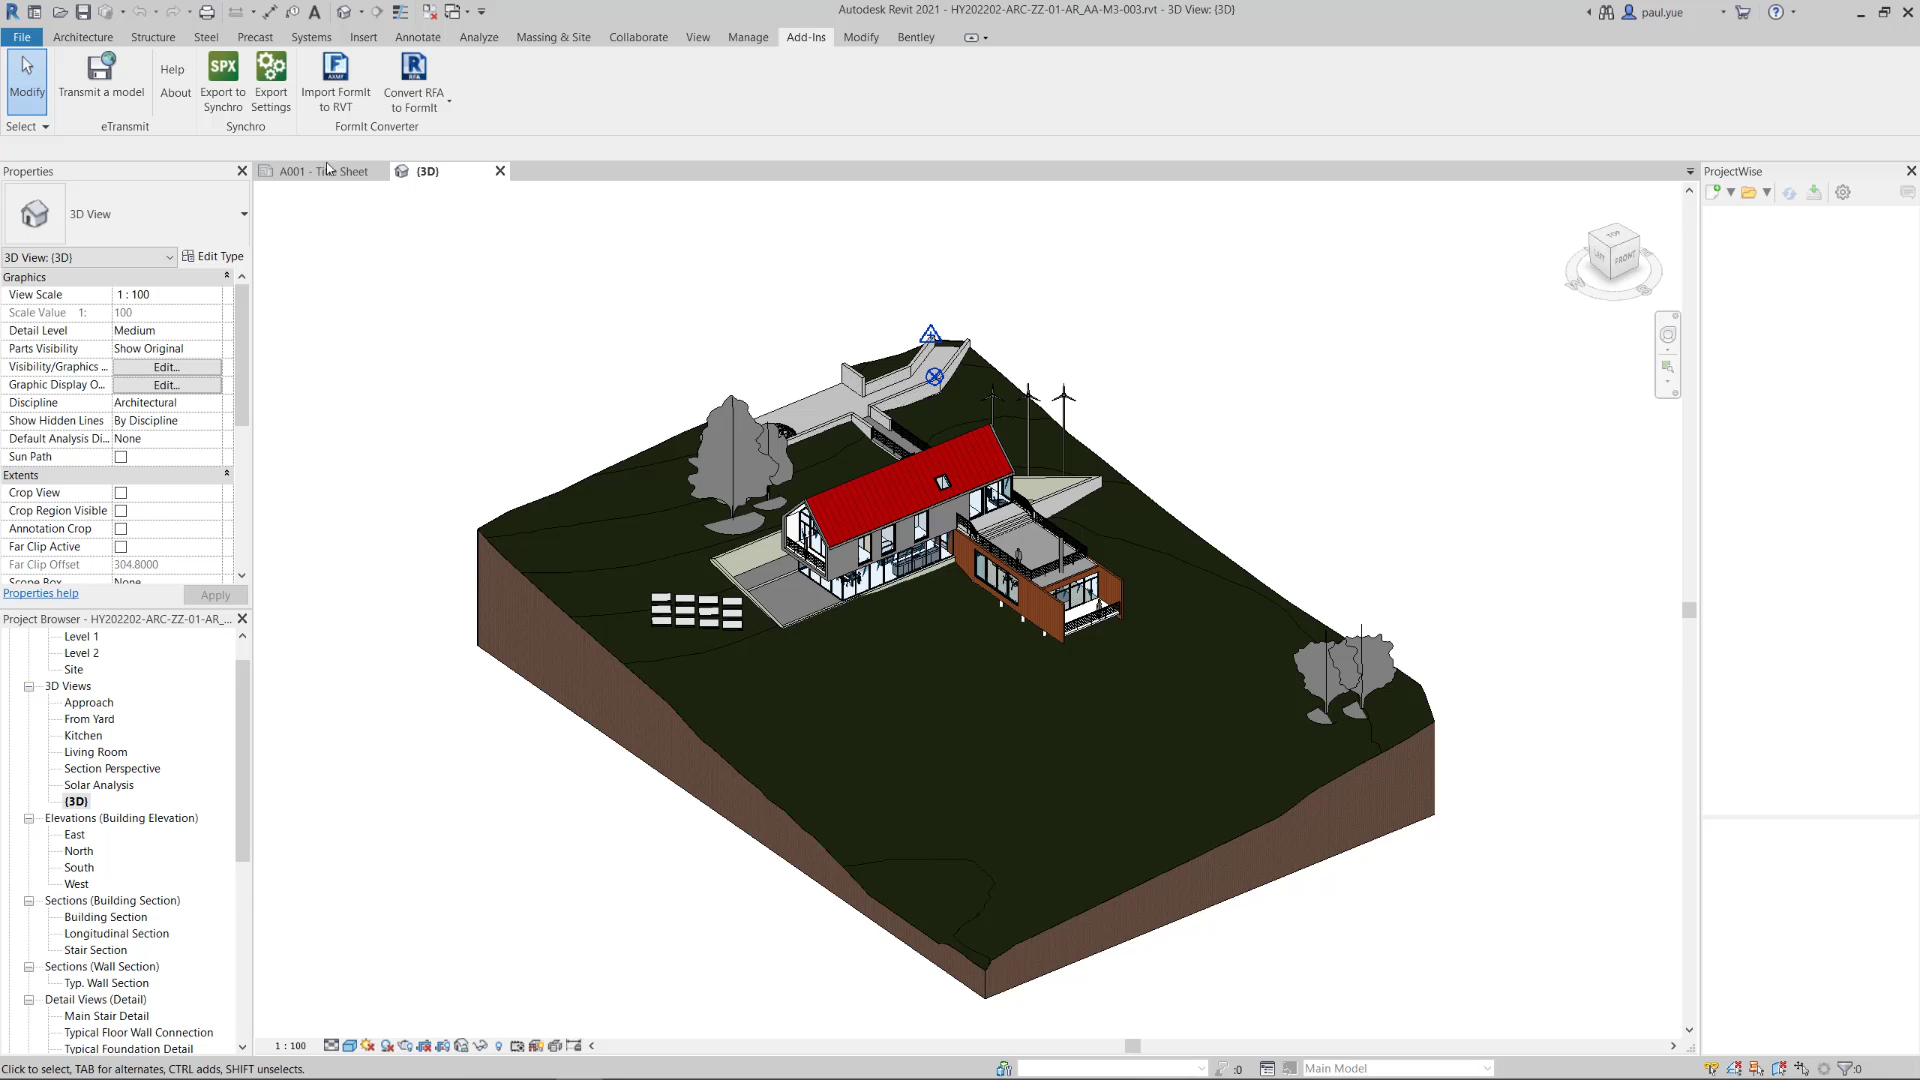 Autodesk Revit 2021 - HY202202-ARC-ZZ-01-AR_AA-M3-003.rvt - 3D View: {3D}
paul.yue
File Architecture Structure Steel Precast Systems Insert Annotate Analyze Massing & Site Collaborate View Manage Add-Ins Modify Bentley
Modify
Transmit a model
Help
About
SPX
Export to Synchro
Export Settings
Import FormIt to RVT
Convert RFA to FormIt
Select
eTransmit
Synchro
FormIt Converter
Properties
A001 - Title Sheet
{3D}
ProjectWise
3D View
3D View: {3D}
Edit Type
Graphics
View Scale 1 : 100
Scale Value 1: 100
Detail Level Medium
Parts Visibility Show Original
Visibility/Graphics ... Edit...
Graphic Display O... Edit...
Discipline Architectural
Show Hidden Lines By Discipline
Default Analysis Di... None
Sun Path
Extents
Crop View
Crop Region Visible
Annotation Crop
Far Clip Active
Far Clip Offset 304.8000
Scope Box None
Properties help
Apply
Project Browser - HY202202-ARC-ZZ-01-AR_...
Level 1
Level 2
Site
3D Views
Approach
From Yard
Kitchen
Living Room
Section Perspective
Solar Analysis
{3D}
Elevations (Building Elevation)
East
North
South
West
Sections (Building Section)
Building Section
Longitudinal Section
Stair Section
Sections (Wall Section)
Typ. Wall Section
Detail Views (Detail)
Main Stair Detail
Typical Floor Wall Connection
Typical Foundation Detail
TOP
LEFT
FRONT
1 : 100
Click to select, TAB for alternates, CTRL adds, SHIFT unselects.
:0
Main Model
:0